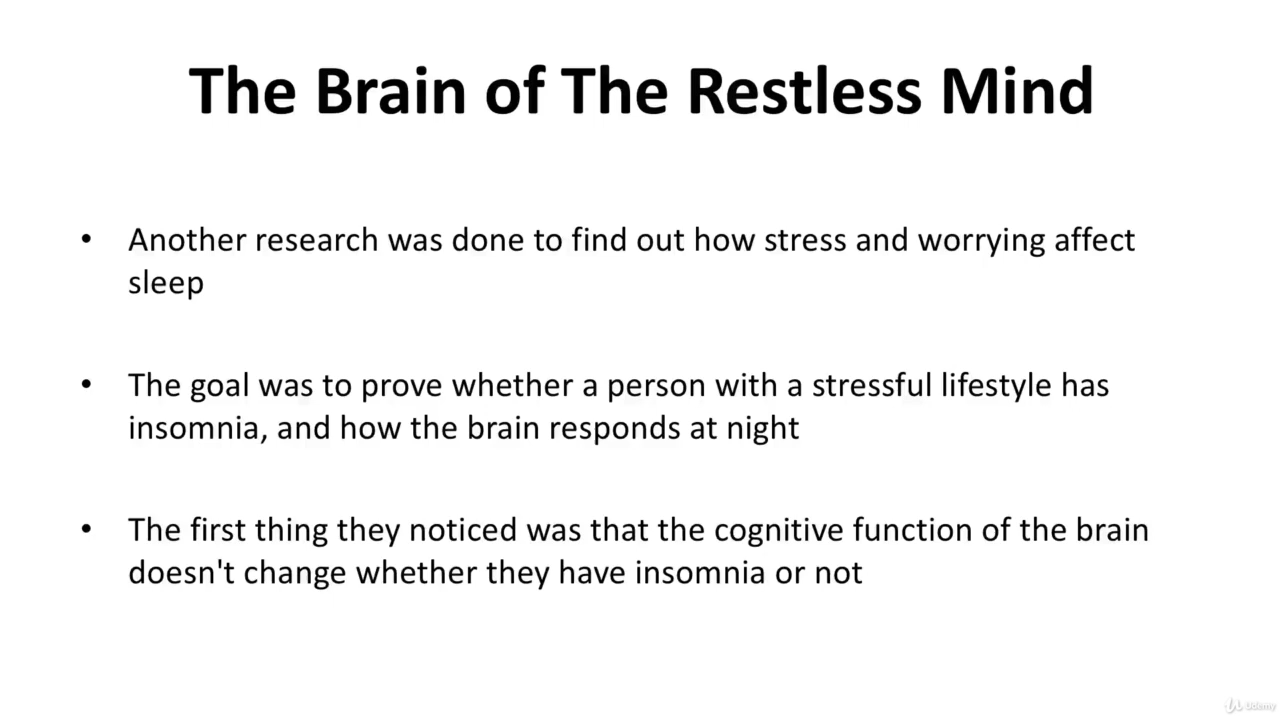 The Brain of The Restless Mind
• Another research was done to find out how stress and worrying affect
sleep
• The goal was to prove whether a person with a stressful lifestyle has
insomnia, and how the brain responds at night
• The first thing they noticed was that the cognitive function of the brain
doesn't change whether they have insomnia or not
Udemy